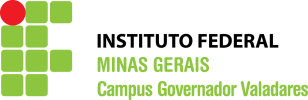 INSTITUTO FEDERAL
MINAS GERAIS
Campus Governador Valadares